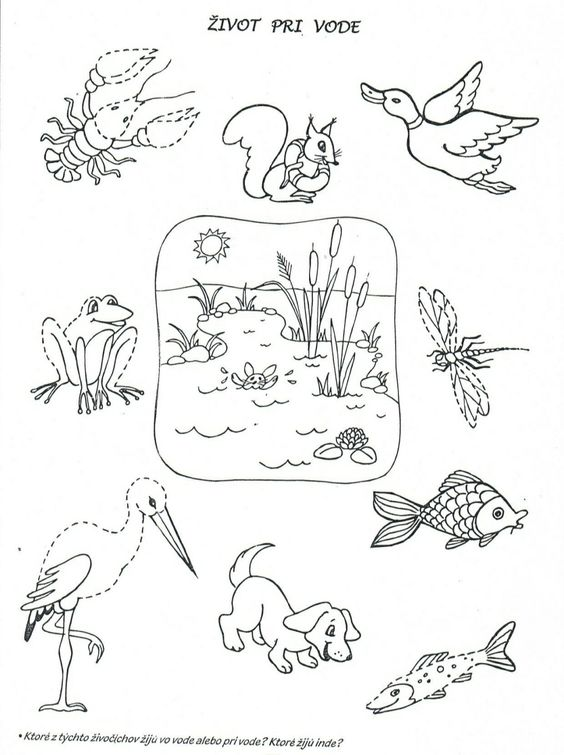 ŽIVOT PRI VODE
• Ktoré z týchto živočíchov žijú vo vode alebo pri vode? Ktoré žijú inde?